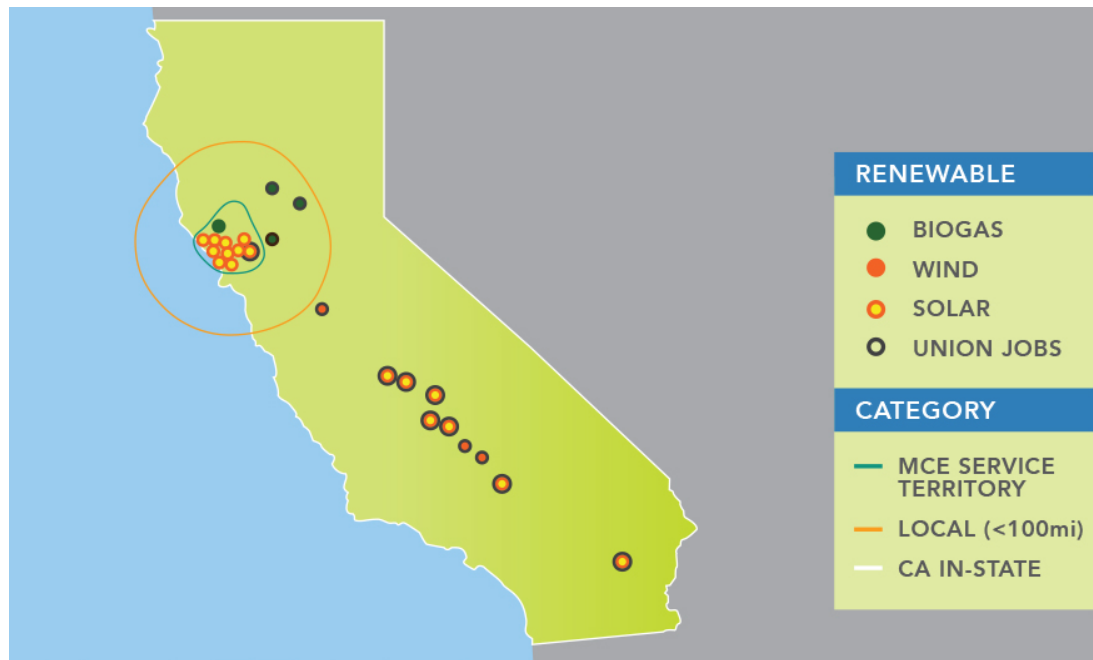 RENEWABLE
BIOGAS
WIND
SOLAR
UNION JOBS
CATEGORY
MCE SERVICE
TERRITORY
LOCAL (<100mi)
CA IN-STATE